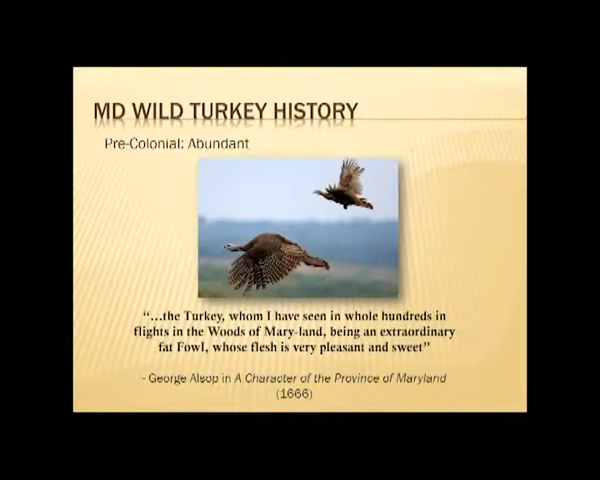 MD WILD TURKEY HISTORY
Pre-Colonial: Abundant
“…the Turkey, whom I have seen in whole hundreds in
flights in the Woods of Mary-land, being an extraordinary
fat Fowl, whose flesh is very pleasant and sweet”
- George Alsop in A Character of the Province of Maryland
(1666)